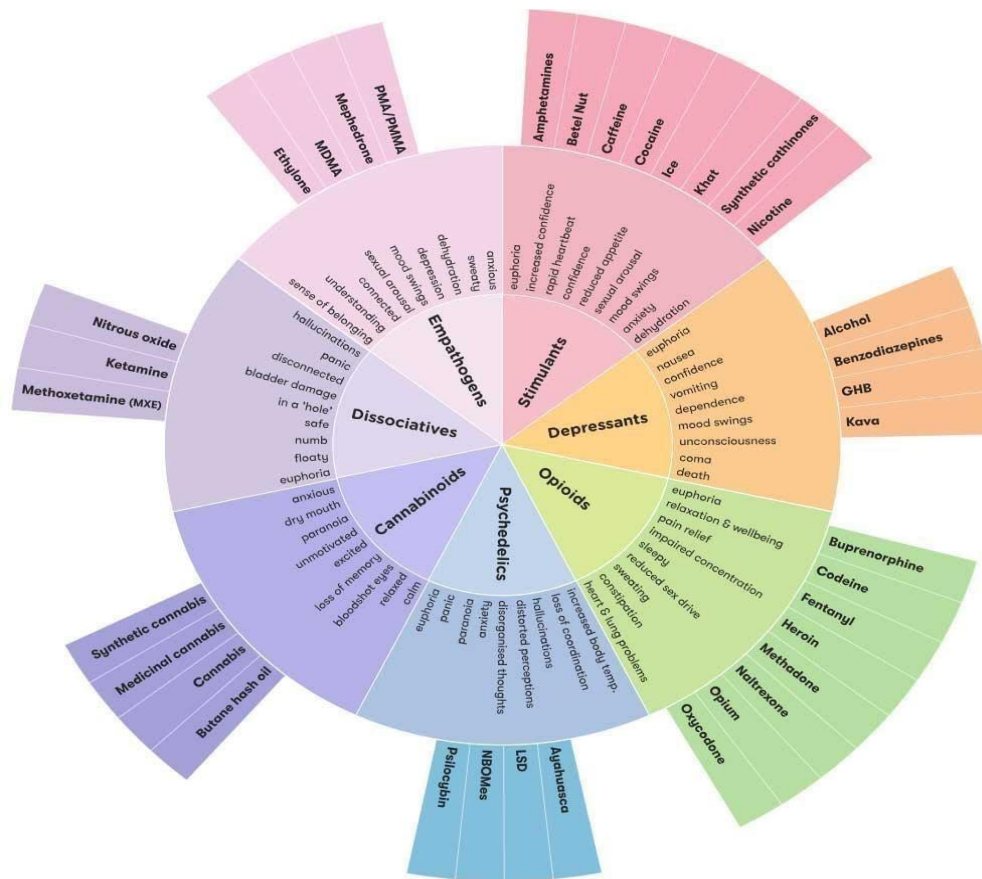 Stimulants
euphoria
increased confidence
rapid heartbeat
confidence
reduced appetite
sexual arousal
mood swings
anxiety
dehydration
Amphetamines
Betel Nut
Caffeine
Cocaine
Ice
Khat
Synthetic cathinones
Nicotine
Depressants
euphoria
nausea
confidence
vomiting
dependence
mood swings
unconsciousness
coma
death
Alcohol
Benzodiazepines
GHB
Kava
Opioids
euphoria
relaxation & wellbeing
pain relief
impaired concentration
sleepy
reduced sex drive
sweating
constipation
heart & lung problems
Buprenorphine
Codeine
Fentanyl
Heroin
Methadone
Naltrexone
Opium
Oxycodone
Psychedelics
increased body temp.
loss of coordination
hallucinations
distorted perceptions
disorganised thoughts
anxiety
paranoia
panic
euphoria
Ayahuasca
LSD
NBOMes
Psilocybin
Cannabinoids
anxious
dry mouth
paranoia
unmotivated
excited
loss of memory
bloodshot eyes
relaxed
calm
Synthetic cannabis
Medicinal cannabis
Cannabis
Butane hash oil
Dissociatives
hallucinations
panic
disconnected
bladder damage
in a 'hole'
safe
numb
floaty
euphoria
Nitrous oxide
Ketamine
Methoxetamine (MXE)
Empathogens
sense of belonging
understanding
connected
sexual arousal
mood swings
depression
dehydration
sweaty
anxious
Ethylone
MDMA
Mephedrone
PMA/PMMA